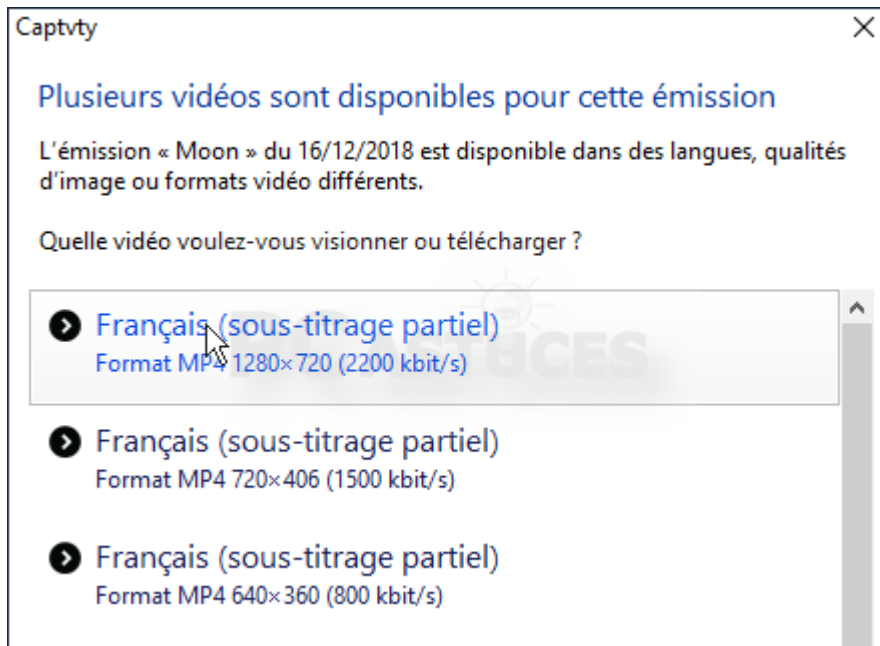 Captvty
Plusieurs vidéos sont disponibles pour cette émission
L'émission « Moon » du 16/12/2018 est disponible dans des langues, qualités
d'image ou formats vidéo différents.
Quelle vidéo voulez-vous visionner ou télécharger ?
Français (sous-titrage partiel)
Format MP4 1280×720 (2200 kbit/s)
PC ASTUCES
Français (sous-titrage partiel)
Format MP4 720×406 (1500 kbit/s)
Français (sous-titrage partiel)
Format MP4 640×360 (800 kbit/s)